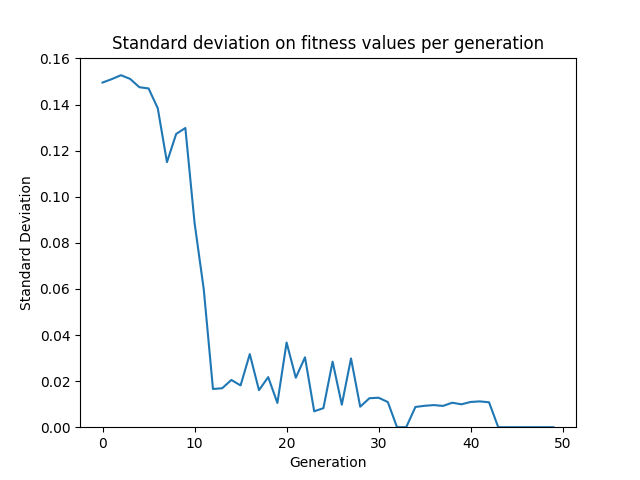 Standard deviation on fitness values per generation
0.16
0.14
0.12
0.10
0.08
0.06
0.04
0.02
0.00
Standard Deviation
0 10 20 30 40 50
Generation